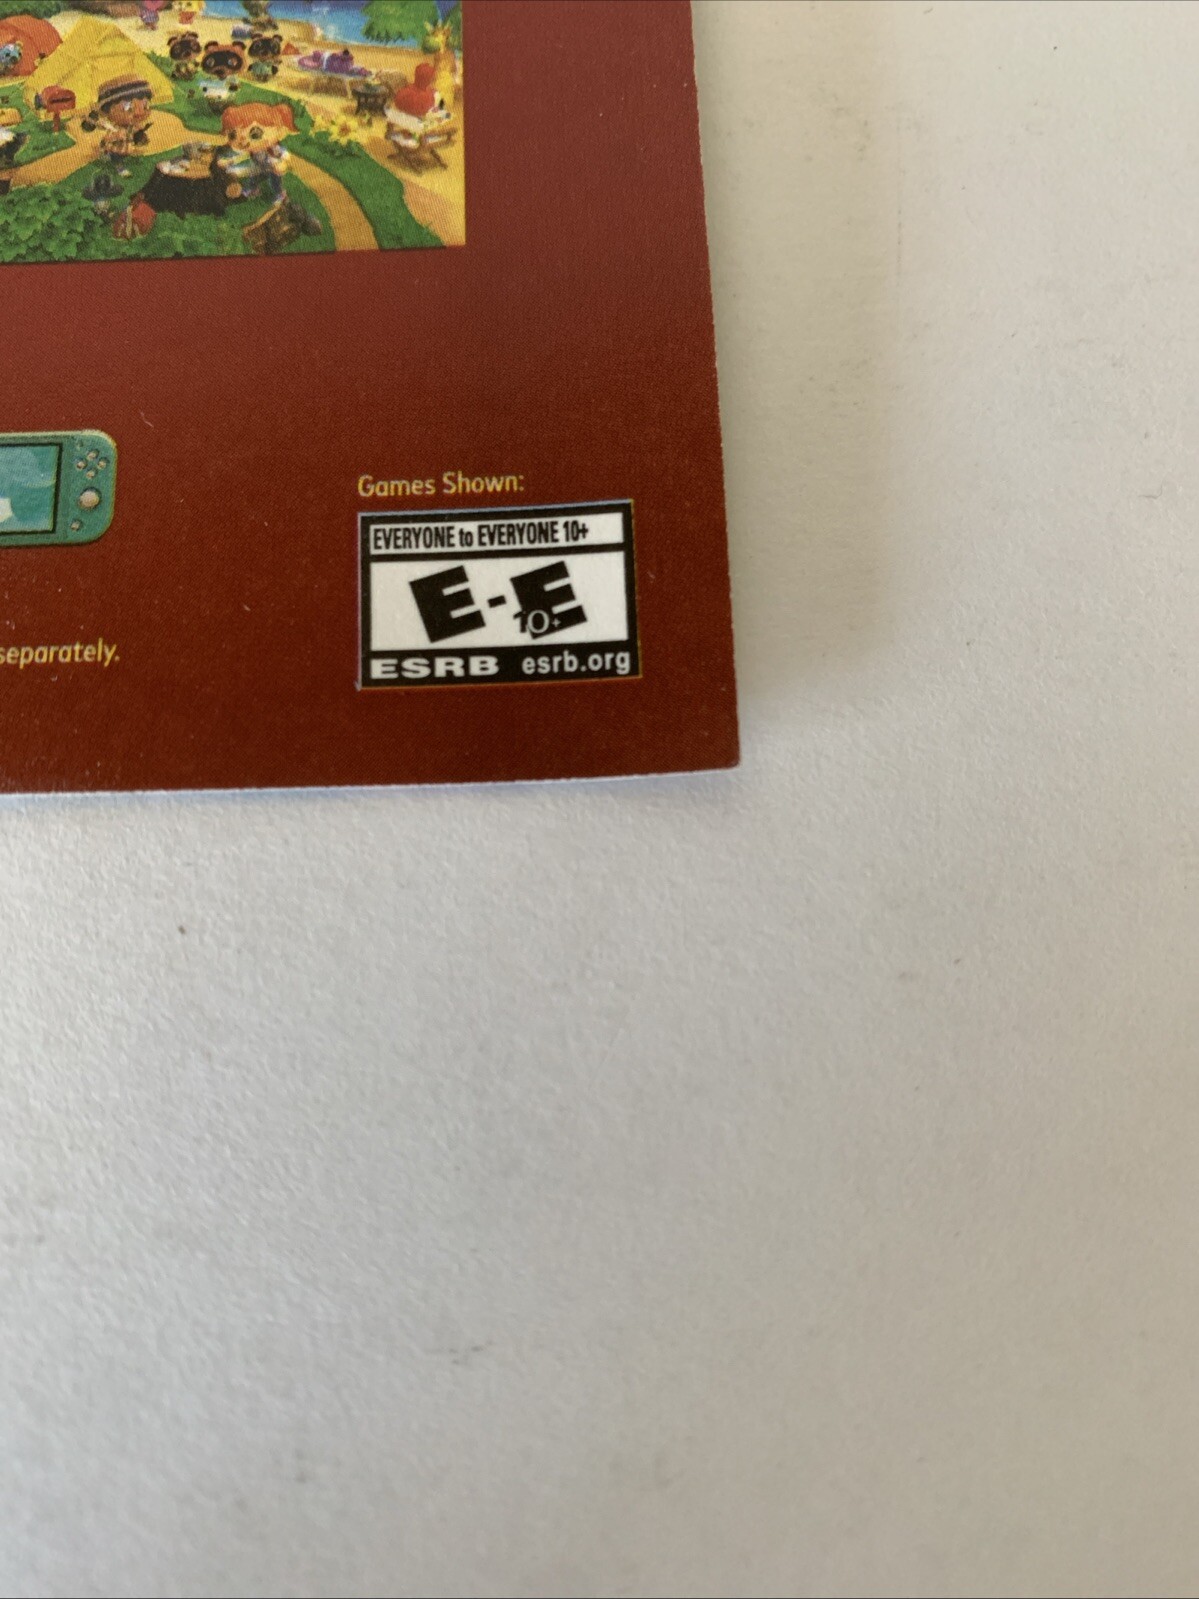 Games Shown:
EVERYONE to EVERYONE 10+
E-E
10+
ESRB esrb.org
separately.